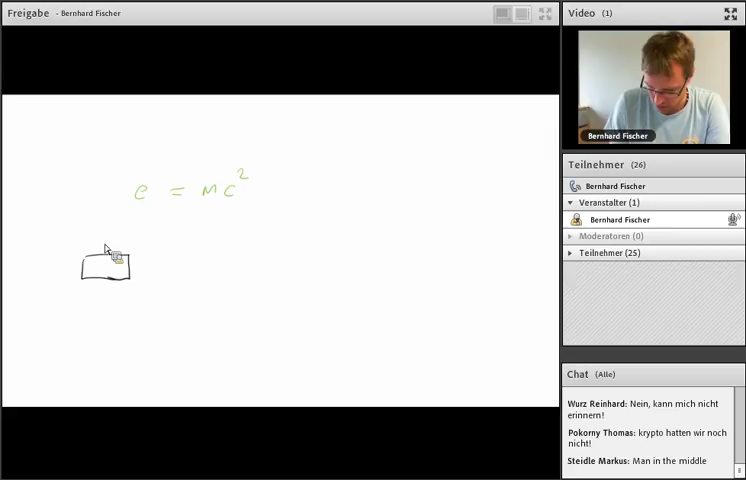 Freigabe - Bernhard Fischer
e = mc²
Video (1)
Bernhard Fischer
Teilnehmer (26)
Bernhard Fischer
Veranstalter (1)
Bernhard Fischer
Moderatoren (0)
Teilnehmer (25)
Chat (Alle)
Wurz Reinhard: Nein, kann mich nicht
erinnern!
Pokorny Thomas: krypto hatten wir noch
nicht!
Steidle Markus: Man in the middle